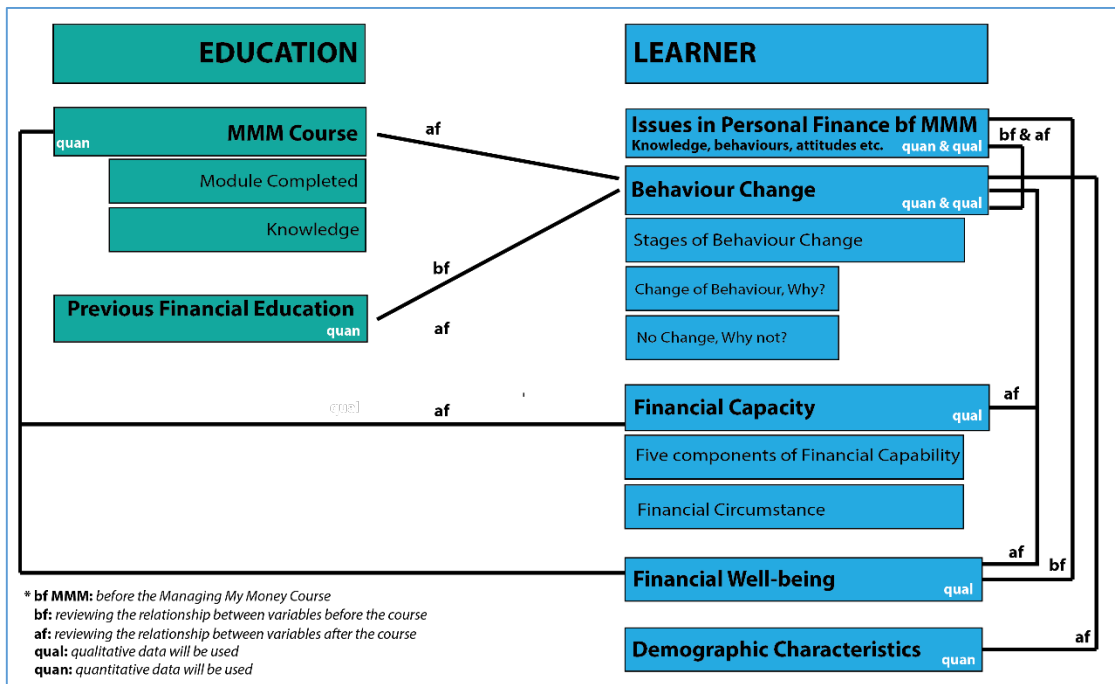 EDUCATION
LEARNER
MMM Course
quan
Module Completed
Knowledge
Previous Financial Education
quan
af
bf
af
qual
af
Issues in Personal Finance bf MMM
Knowledge, behaviours, attitudes etc.
quan & qual
bf & af
Behaviour Change
quan & qual
Stages of Behaviour Change
Change of Behaviour, Why?
No Change, Why not?
Financial Capacity
qual
af
Five components of Financial Capability
Financial Circumstance
Financial Well-being
qual
af
bf
Demographic Characteristics
quan
af
* bf MMM: before the Managing My Money Course
bf: reviewing the relationship between variables before the course
af: reviewing the relationship between variables after the course
qual: qualitative data will be used
quan: quantitative data will be used